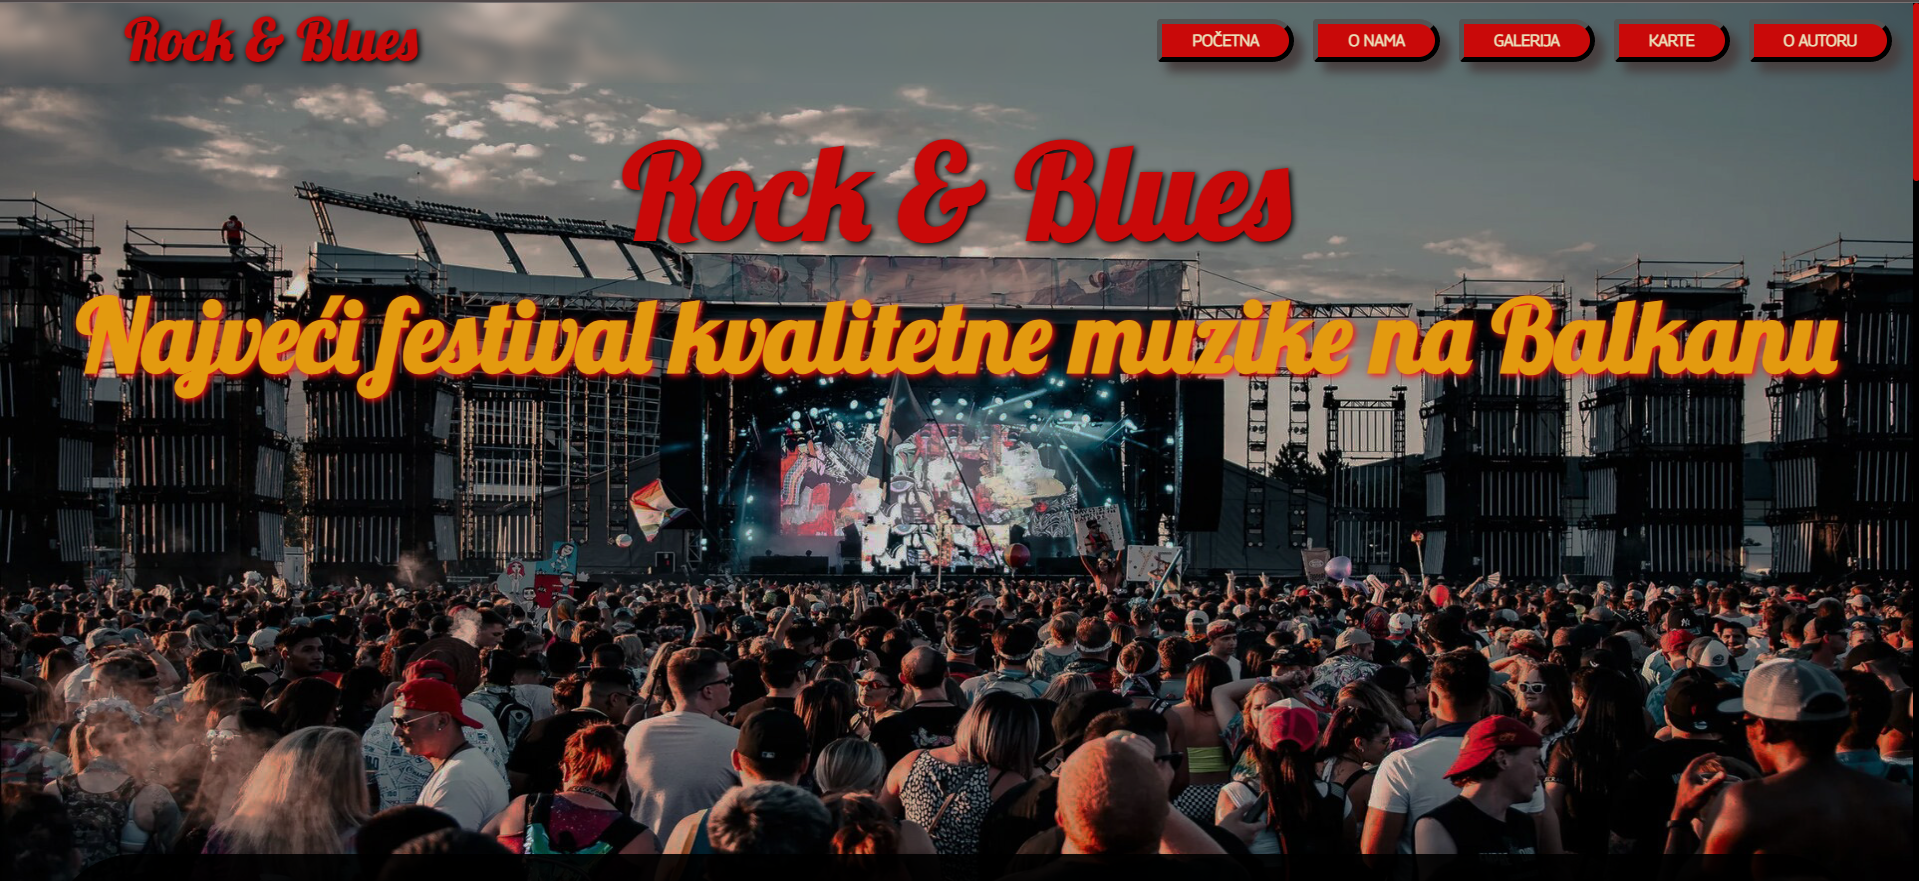 Rock & Blues
POČETNA
O NAMA
GALERIJA
KARTE
O AUTORU
Rock & Blues
Najveći festival kvalitetne muzike na Balkanu